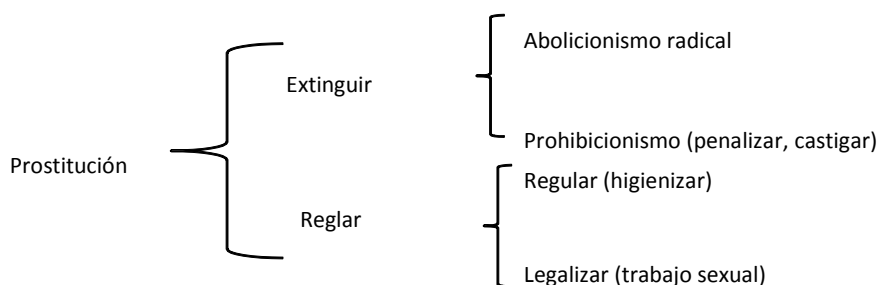 Abolicionismo radical
Extinguir
Prohibicionismo (penalizar, castigar)
Prostitución
Regular (higienizar)
Reglar
Legalizar (trabajo sexual)